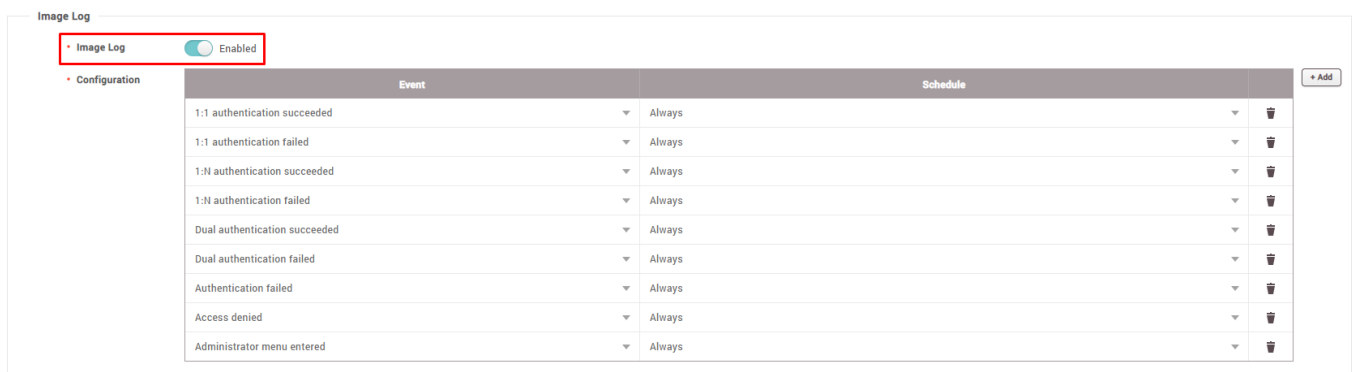 Image Log
• Image Log Enabled
• Configuration
Event Schedule + Add
1:1 authentication succeeded Always
1:1 authentication failed Always
1:N authentication succeeded Always
1:N authentication failed Always
Dual authentication succeeded Always
Dual authentication failed Always
Authentication failed Always
Access denied Always
Administrator menu entered Always